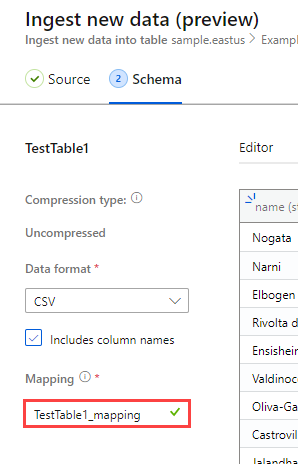 Ingest new data (preview)
Ingest new data into table sample.eastus > Exampl
Source
2 Schema
TestTable1
Editor
Compression type:
Uncompressed
Data format *
CSV
Includes column names
Mapping *
TestTable1_mapping
name (st
Nogata
Narni
Elbogen
Rivolta d
Ensisheim
Valdinoc
Oliva-Ga
Castrovil
Jalandha